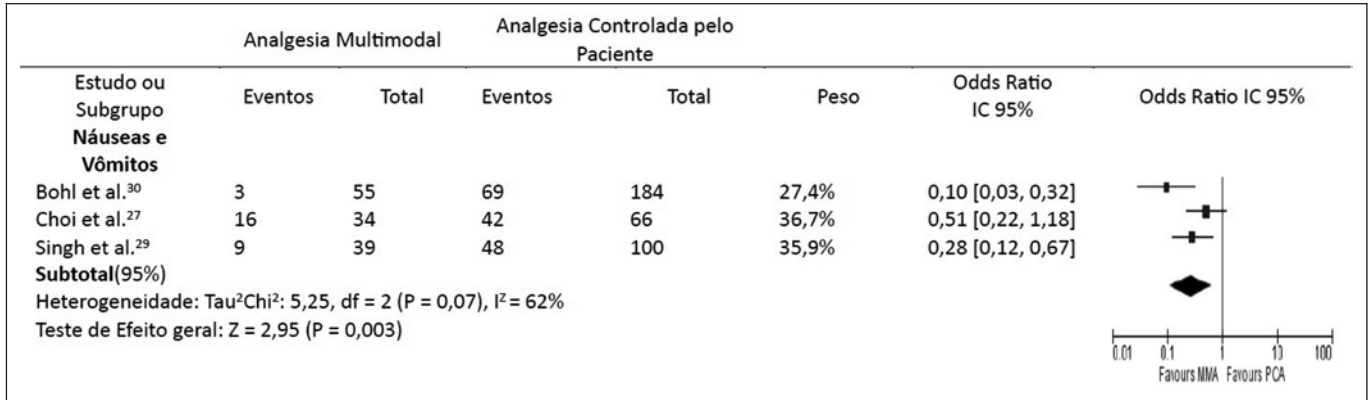 Analgesia Multimodal
Analgesia Controlada pelo
Paciente
Estudo ou
Subgrupo
Eventos Total Eventos Total Peso Odds Ratio
IC 95% Odds Ratio IC 95%
Náuseas e
Vômitos
Bohl et al.³⁰ 3 55 69 184 27,4% 0,10 [0,03, 0,32]
Choi et al.²⁷ 16 34 42 66 36,7% 0,51 [0,22, 1,18]
Singh et al.²⁹ 9 39 48 100 35,9% 0,28 [0,12, 0,67]
Subtotal(95%)
Heterogeneidade: Tau²Chi²: 5,25, df = 2 (P = 0,07), Iᶻ = 62%
Teste de Efeito geral: Z = 2,95 (P = 0,003)
0.01 0.1 1 10 100
Favours MMA Favours PCA